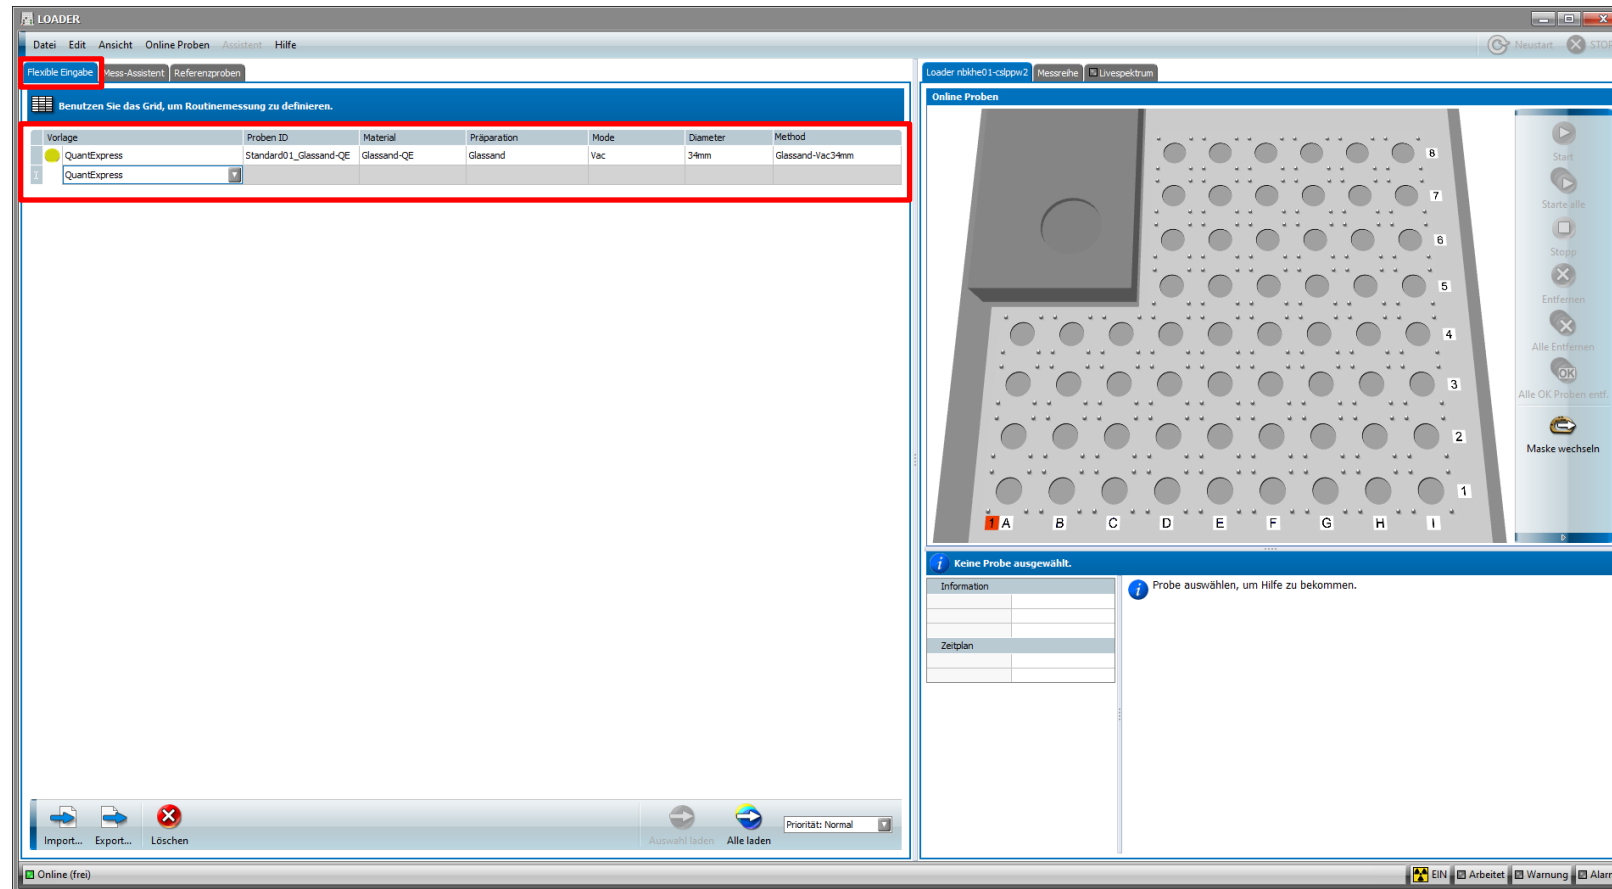 LOADER
Datei Edit Ansicht Online Proben Assistent Hilfe
Neustart STOP
Flexible Eingabe Mess-Assistent Referenzproben
Benutzen Sie das Grid, um Routinemessung zu definieren.
Vorlage Proben ID Material Präparation Mode Diameter Method
QuantExpress Standard01_Glassand-QE Glassand-QE Glassand Vac 34mm Glassand-Vac34mm
I QuantExpress
Import... Export... Löschen Auswahl laden Alle laden Priorität: Normal
Loader nbkhe01-cslppw2 Messreihe Livespektrum
Online Proben
8
7
6
5
4
3
2
1
1 A B C D E F G H I
Start
Starte alle
Stopp
Entfernen
Alle Entfernen
OK
Alle OK Proben entf.
Maske wechseln
Keine Probe ausgewählt.
Information
Zeitplan
Probe auswählen, um Hilfe zu bekommen.
Online (frei) EIN Arbeitet Warnung Alarm